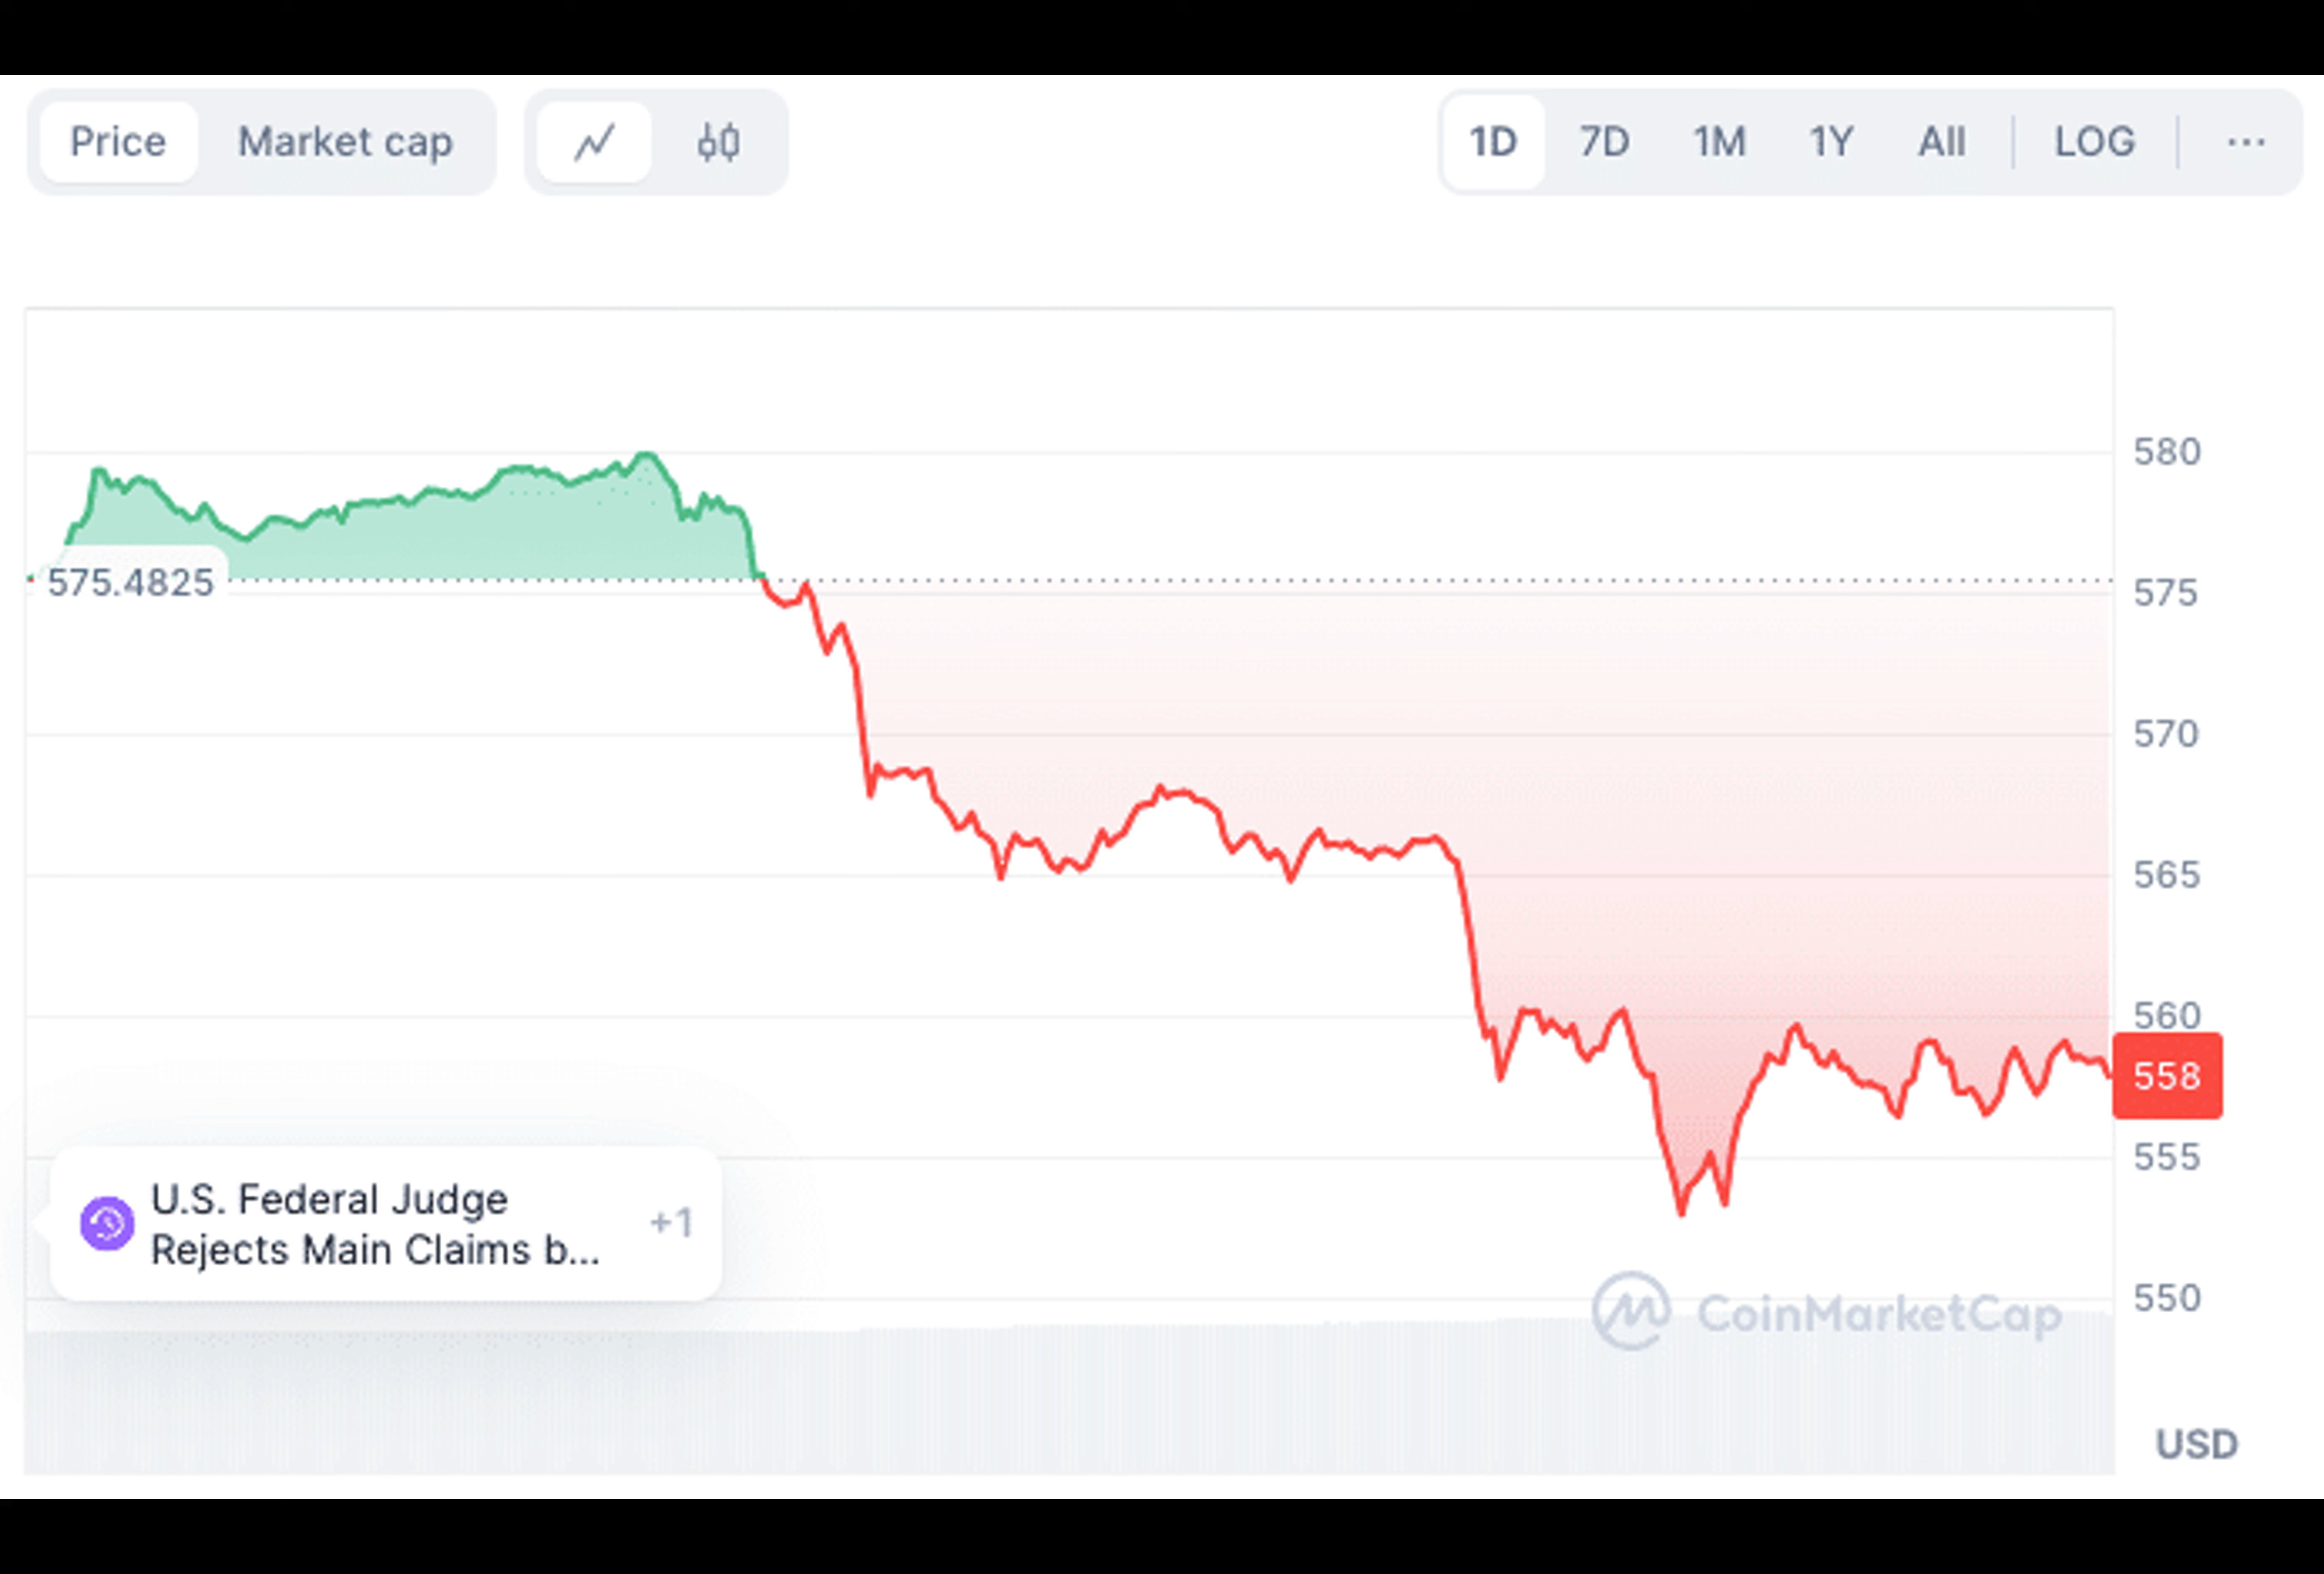 Price Market cap 1D 7D 1M 1Y All LOG ...
580
575.4825
575
570
565
560
558
555
U.S. Federal Judge
Rejects Main Claims b...
+1
550
CoinMarketCap
USD